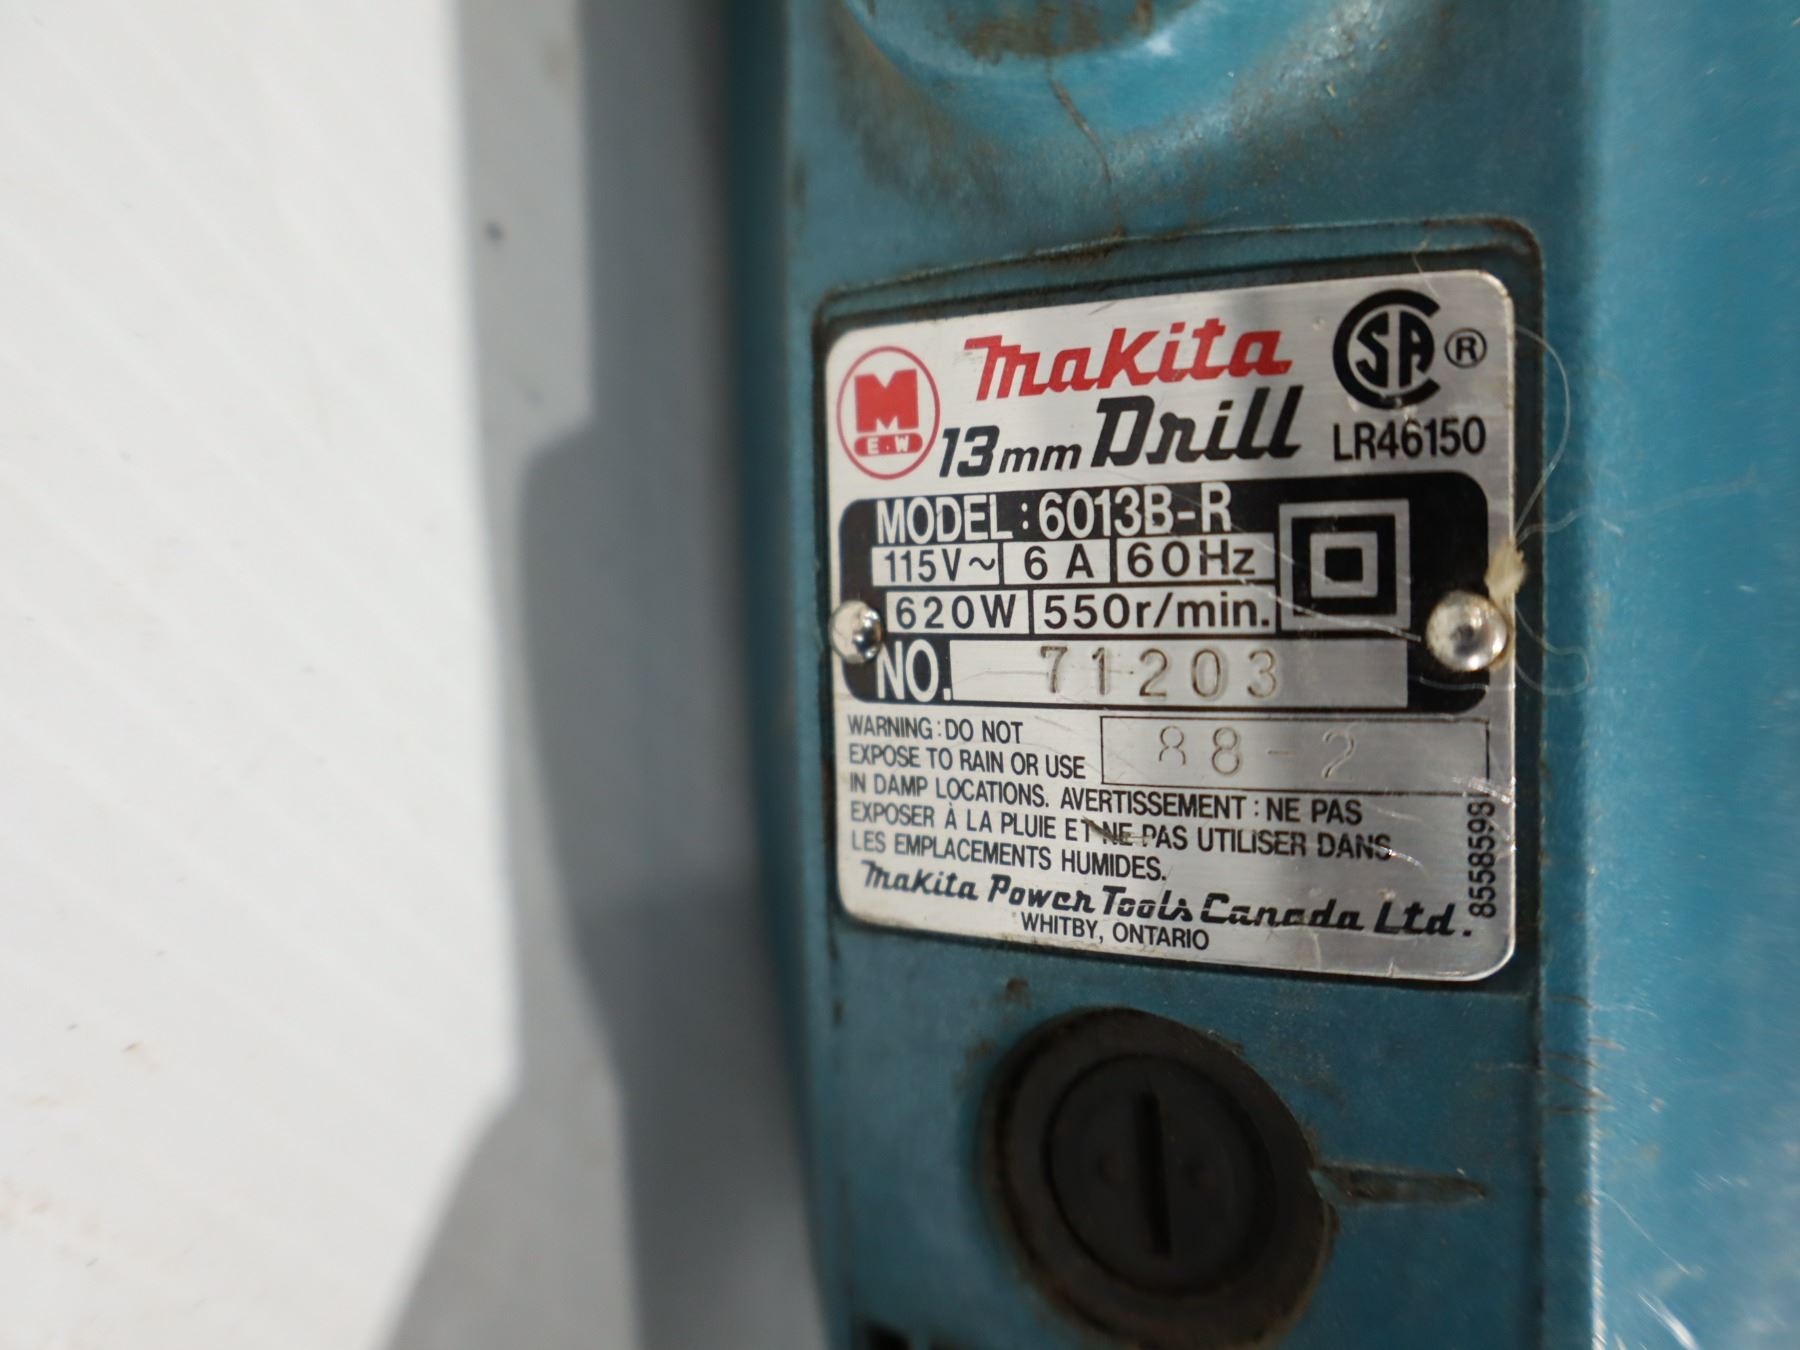 M
E·W
Makita
13mm Drill
SA ®
LR46150
MODEL:6013B-R
115V~ 6 A 60Hz
620W 550r/min.
NO. 71203
88-2
WARNING: DO NOT
EXPOSE TO RAIN OR USE
IN DAMP LOCATIONS. AVERTISSEMENT: NE PAS
EXPOSER À LA PLUIE ET NE PAS UTILISER DANS
LES EMPLACEMENTS HUMIDES.
Makita Power Tools Canada Ltd.
WHITBY, ONTARIO